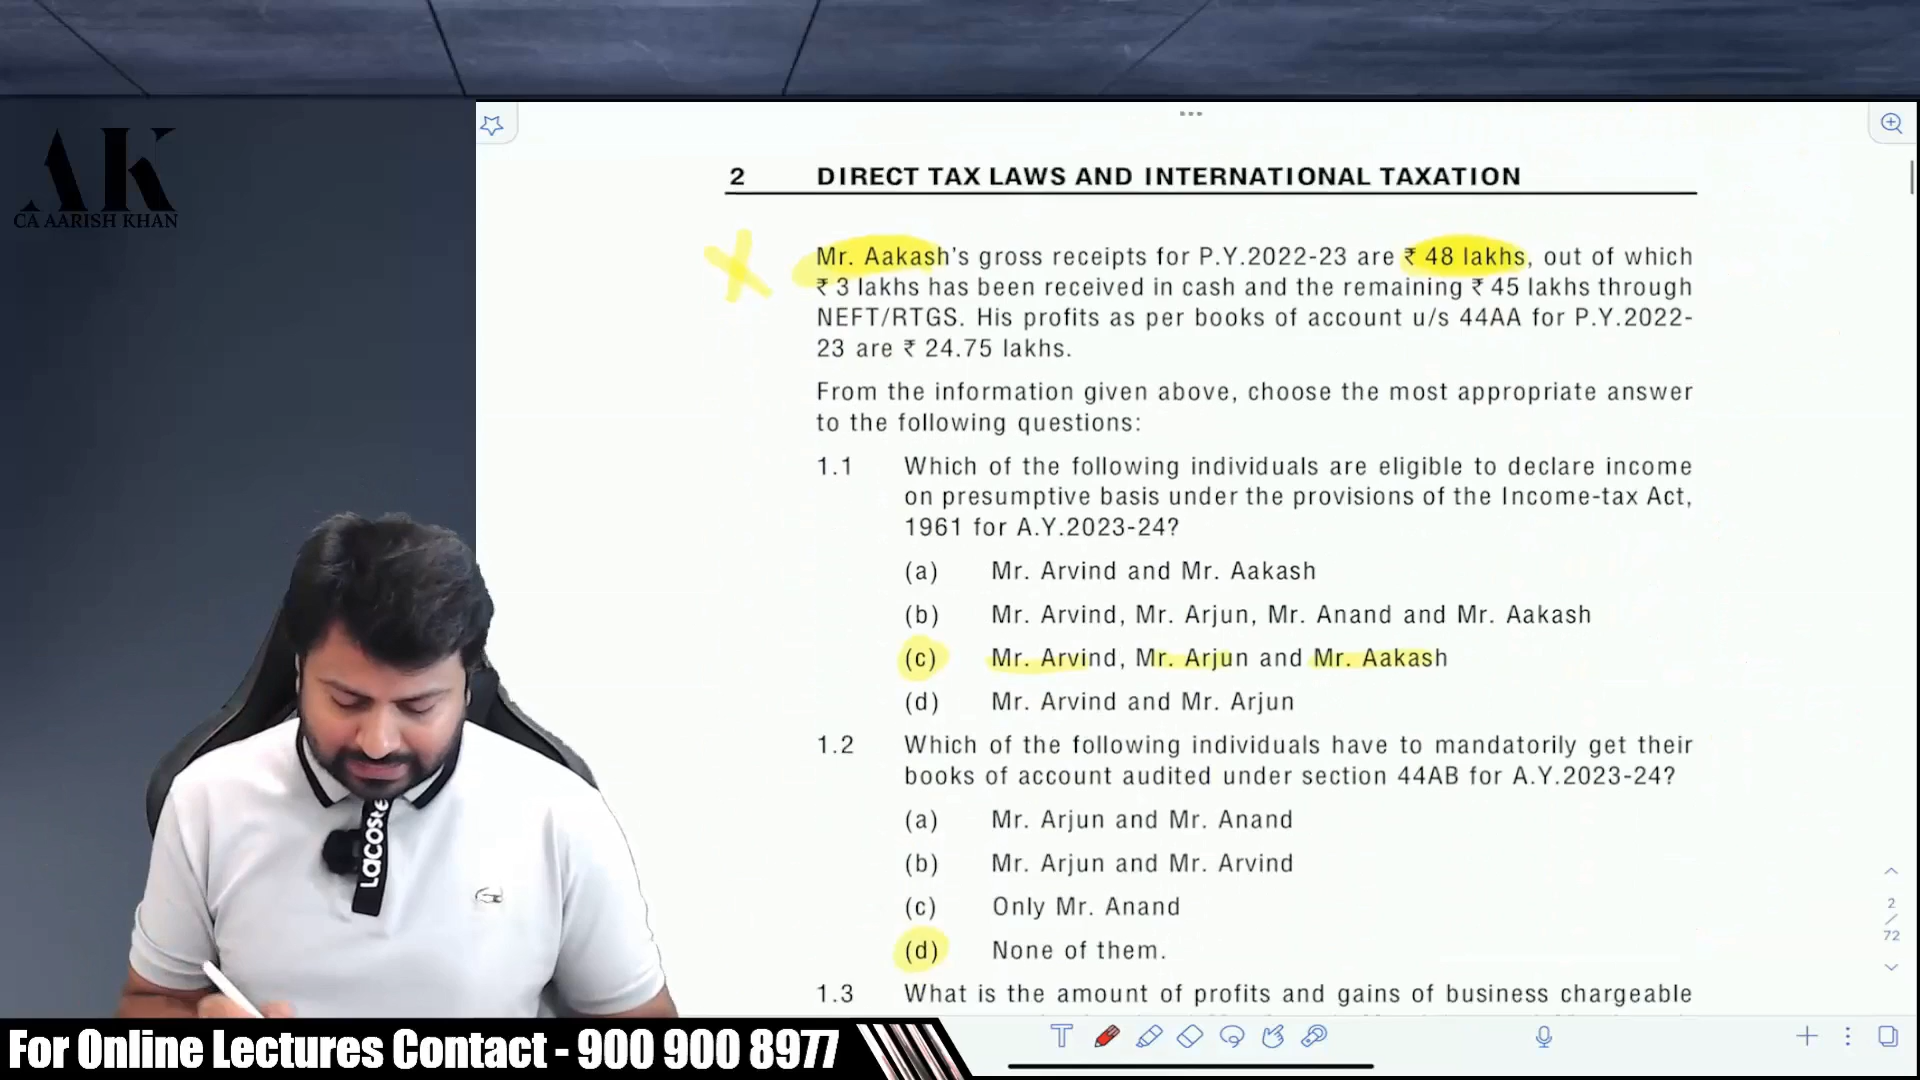 AK
CA AARISH KHAN
2 DIRECT TAX LAWS AND INTERNATIONAL TAXATION
Mr. Aakash's gross receipts for P.Y.2022-23 are ₹ 48 lakhs, out of which
₹ 3 lakhs has been received in cash and the remaining ₹ 45 lakhs through
NEFT/RTGS. His profits as per books of account u/s 44AA for P.Y.2022-
23 are ₹ 24.75 lakhs.
From the information given above, choose the most appropriate answer
to the following questions:
1.1 Which of the following individuals are eligible to declare income
on presumptive basis under the provisions of the Income-tax Act,
1961 for A.Y.2023-24?
(a) Mr. Arvind and Mr. Aakash
(b) Mr. Arvind, Mr. Arjun, Mr. Anand and Mr. Aakash
(c) Mr. Arvind, Mr. Arjun and Mr. Aakash
(d) Mr. Arvind and Mr. Arjun
1.2 Which of the following individuals have to mandatorily get their
books of account audited under section 44AB for A.Y.2023-24?
(a) Mr. Arjun and Mr. Anand
(b) Mr. Arjun and Mr. Arvind
(c) Only Mr. Anand
(d) None of them.
1.3 What is the amount of profits and gains of business chargeable
2
/
72
Lacoste
For Online Lectures Contact - 900 900 8977